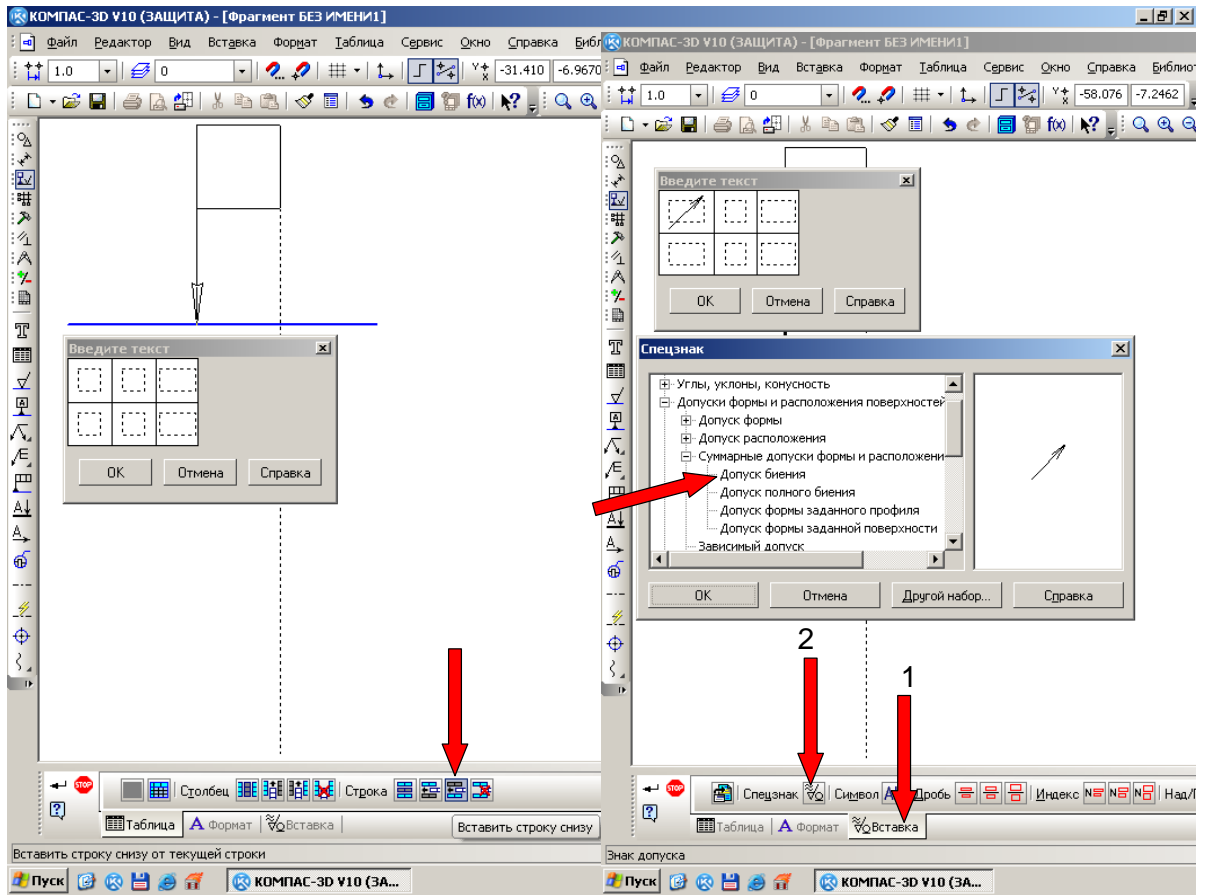 КОМПАС-3D V10 (ЗАЩИТА) - [Фрагмент БЕЗ ИМЕНИ1]
Файл Редактор Вид Вставка Формат Таблица Сервис Окно Справка Библ
1.0 0 -31.410 -6.9670
f(x)
Введите текст
ОК Отмена Справка
Столбец Строка
Таблица Формат Вставка
Вставить строку снизу
Вставить строку снизу от текущей строки
Пуск КОМПАС-3D V10 (ЗА...
КОМПАС-3D V10 (ЗАЩИТА) - [Фрагмент БЕЗ ИМЕНИ1]
Файл Редактор Вид Вставка Формат Таблица Сервис Окно Справка Библио
1.0 0 -58.076 -7.2462
f(x)
Введите текст
ОК Отмена Справка
Спецзнак
Углы, уклоны, конусность
Допуски формы и расположения поверхностей
Допуск формы
Допуск расположения
Суммарные допуски формы и расположени
Допуск биения
Допуск полного биения
Допуск формы заданного профиля
Допуск формы заданной поверхности
Зависимый допуск
ОК Отмена Другой набор... Справка
2
1
STOP Спецзнак Символ Дробь Индекс Над/П
Таблица Формат Вставка
Знак допуска
Пуск КОМПАС-3D V10 (ЗА...